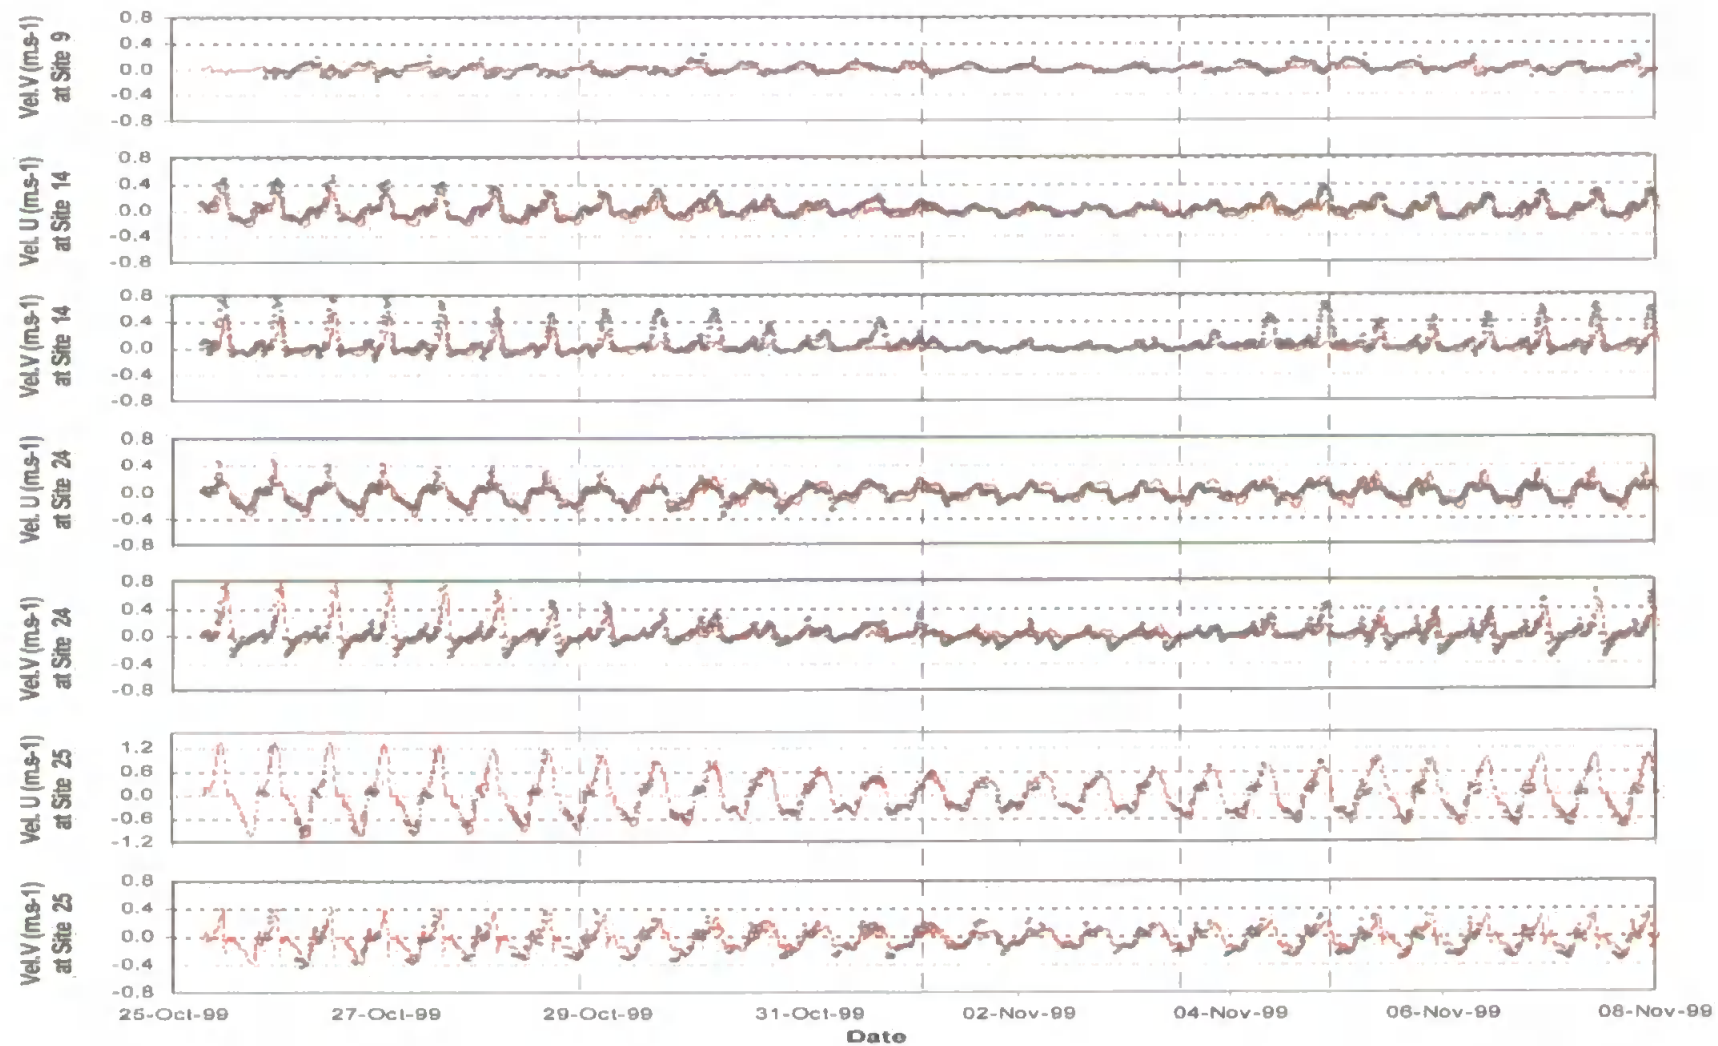 Vel.V (m.s-1)
at Site 9
0.8
0.4
0.0
-0.4
-0.8
Vel. U (m.s-1)
at Site 14
0.8
0.4
0.0
-0.4
-0.8
Vel.V (m.s-1)
at Site 14
0.8
0.4
0.0
-0.4
-0.8
Vel. U (m.s-1)
at Site 24
0.8
0.4
0.0
-0.4
-0.8
Vel.V (m.s-1)
at Site 24
0.8
0.4
0.0
-0.4
-0.8
Vel. U (m.s-1)
at Site 25
1.2
0.6
0.0
-0.6
-1.2
Vel.V (m.s-1)
at Site 25
0.8
0.4
0.0
-0.4
-0.8
25-Oct-99 27-Oct-99 29-Oct-99 31-Oct-99 02-Nov-99 04-Nov-99 06-Nov-99 08-Nov-99
Date